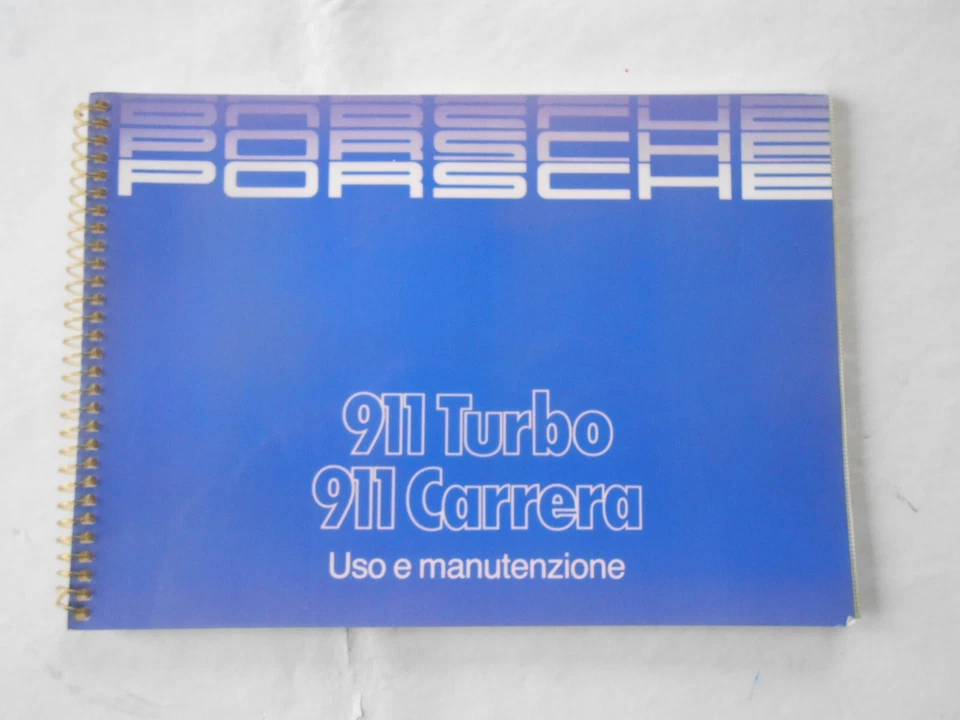 PORSCHE
PORSCHE
PORSCHE
911 Turbo
911 Carrera
Uso e manutenzione